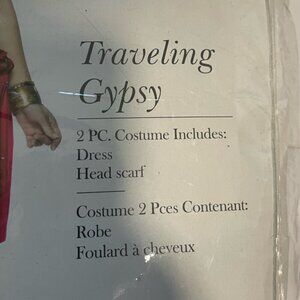 Traveling
Gypsy
2 PC. Costume Includes:
Dress
Head scarf
Costume 2 Pces Contenant:
Robe
Foulard à cheveux